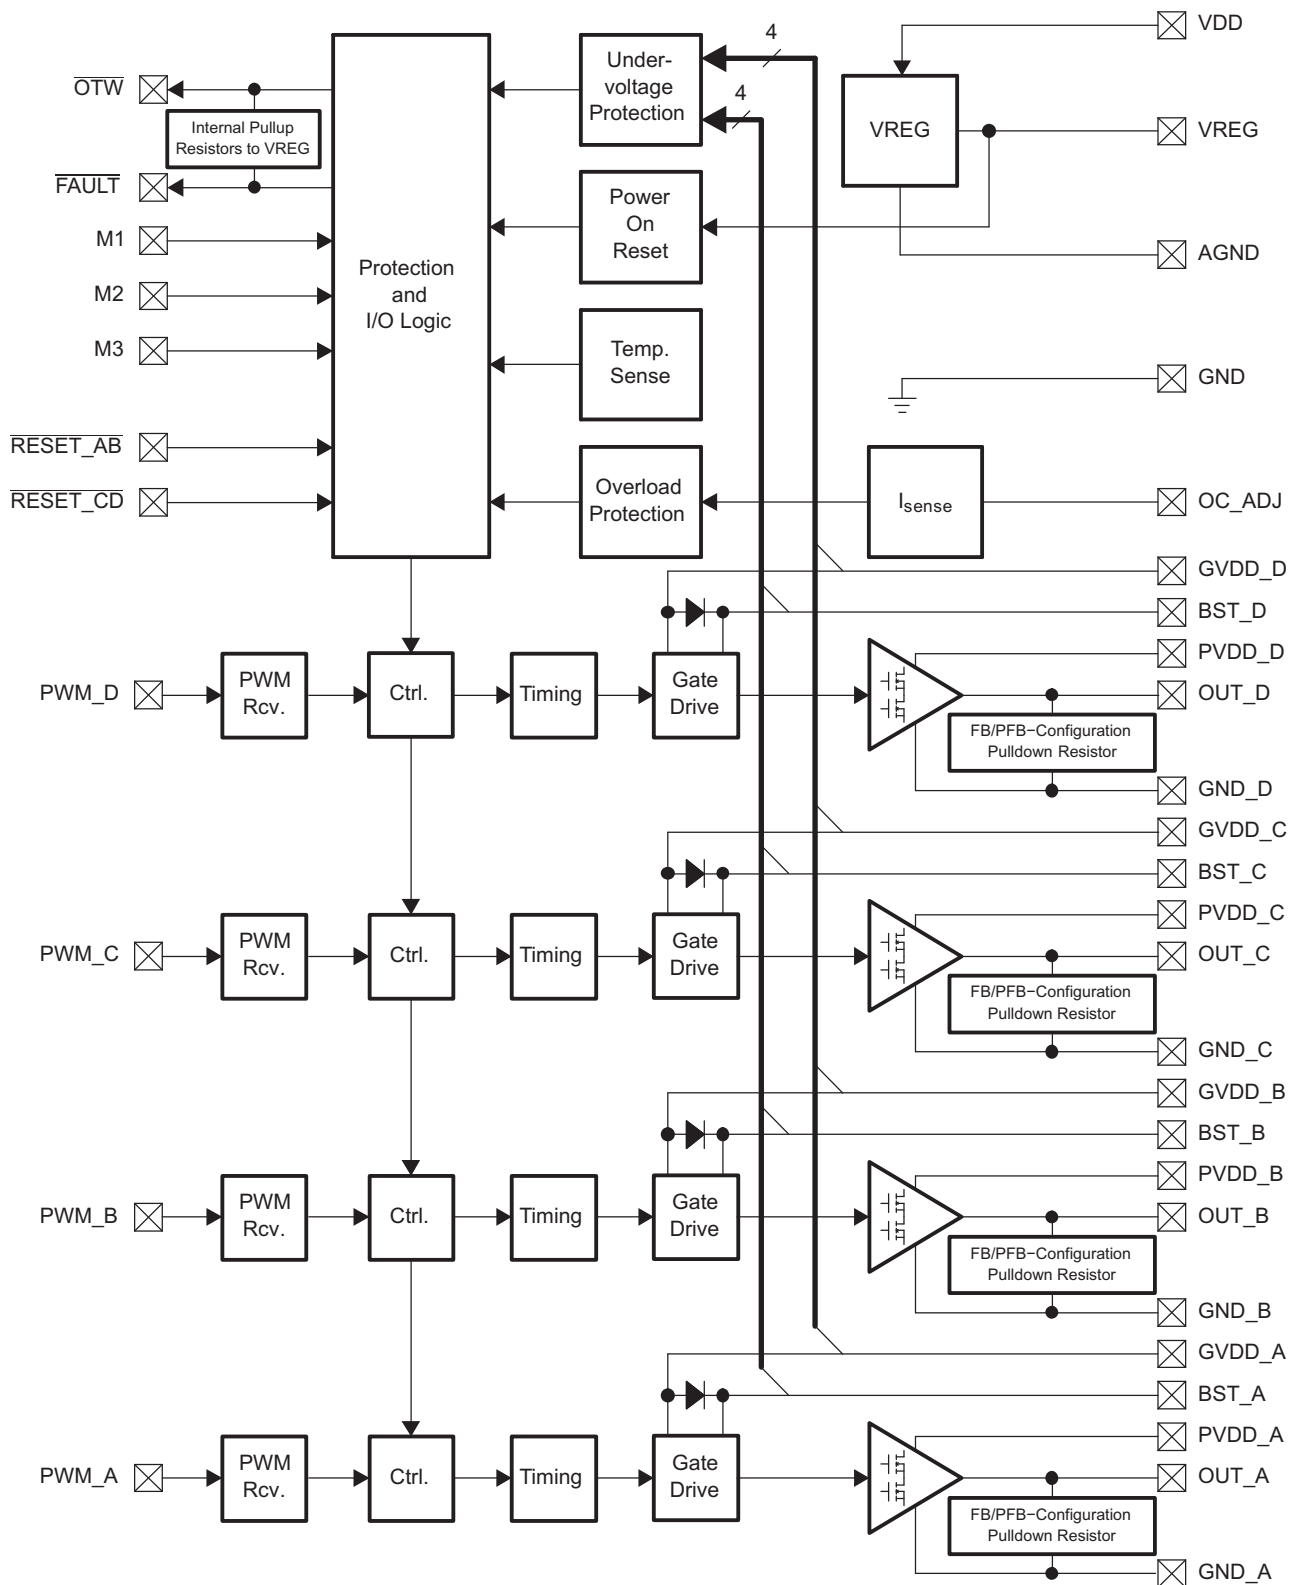 4
VDD
Under-
voltage
Protection
OTW
4
Internal Pullup
Resistors to VREG
VREG
VREG
FAULT
Power
On
Reset
M1
AGND
Protection
and
I/O Logic
M2
M3
Temp.
Sense
GND
RESET_AB
RESET_CD
Overload
Protection
Isense
OC_ADJ
GVDD_D
BST_D
PVDD_D
PWM_D
PWM
Rcv.
Ctrl.
Timing
Gate
Drive
OUT_D
FB/PFB−Configuration
Pulldown Resistor
GND_D
GVDD_C
BST_C
PVDD_C
PWM_C
PWM
Rcv.
Ctrl.
Timing
Gate
Drive
OUT_C
FB/PFB−Configuration
Pulldown Resistor
GND_C
GVDD_B
BST_B
PVDD_B
PWM_B
PWM
Rcv.
Ctrl.
Timing
Gate
Drive
OUT_B
FB/PFB−Configuration
Pulldown Resistor
GND_B
GVDD_A
BST_A
PVDD_A
PWM_A
PWM
Rcv.
Ctrl.
Timing
Gate
Drive
OUT_A
FB/PFB−Configuration
Pulldown Resistor
GND_A